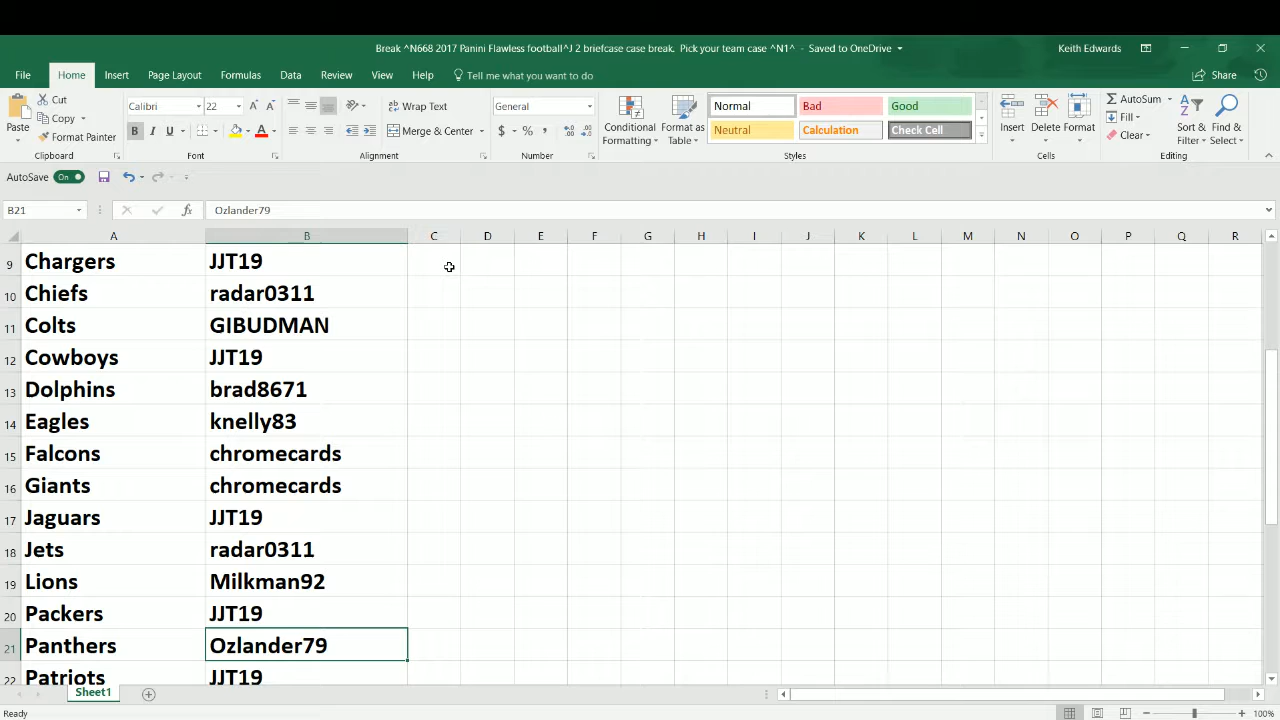 Break ^N668 2017 Panini Flawless football^J 2 briefcase case break. Pick your team case ^N1^ - Saved to OneDrive
Keith Edwards
File Home Insert Page Layout Formulas Data Review View Help Tell me what you want to do
Share
Paste
Cut
Copy
Format Painter
Clipboard
Calibri 22
B I U
Font
Wrap Text
Merge & Center
Alignment
General
$ % ,
Number
Conditional Formatting
Format as Table
Normal Bad Good
Neutral Calculation Check Cell
Styles
Insert Delete Format
Cells
AutoSum
Fill
Clear
Sort & Filter
Find & Select
Editing
AutoSave On
B21 fx Ozlander79
A B C D E F G H I J K L M N O P Q R
9 Chargers JJT19
10 Chiefs radar0311
11 Colts GIBUDMAN
12 Cowboys JJT19
13 Dolphins brad8671
14 Eagles knelly83
15 Falcons chromecards
16 Giants chromecards
17 Jaguars JJT19
18 Jets radar0311
19 Lions Milkman92
20 Packers JJT19
21 Panthers Ozlander79
22 Patriots JJT19
Sheet1
Ready
100%